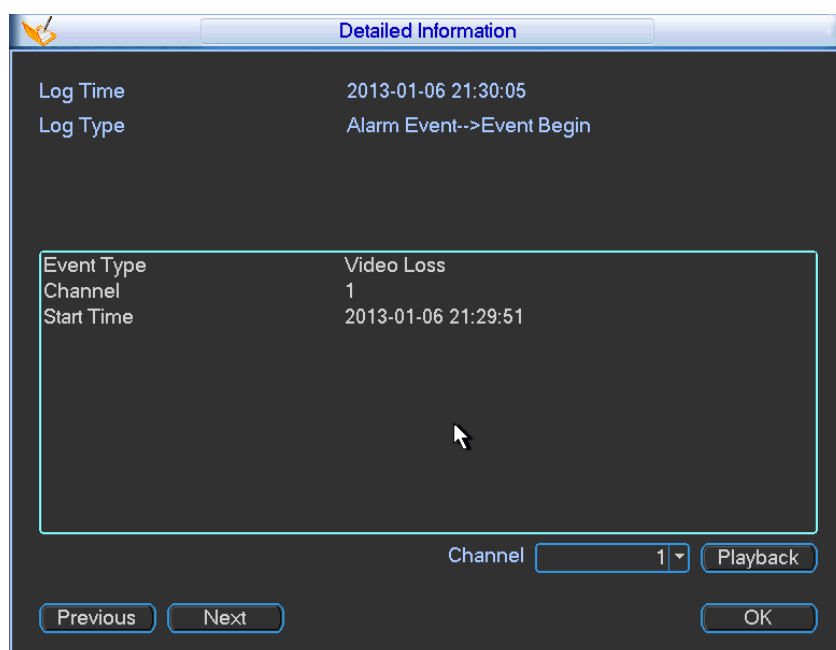 Detailed Information
Log Time 2013-01-06 21:30:05
Log Type Alarm Event-->Event Begin
Event Type Video Loss
Channel 1
Start Time 2013-01-06 21:29:51
Channel 1 Playback
Previous Next OK